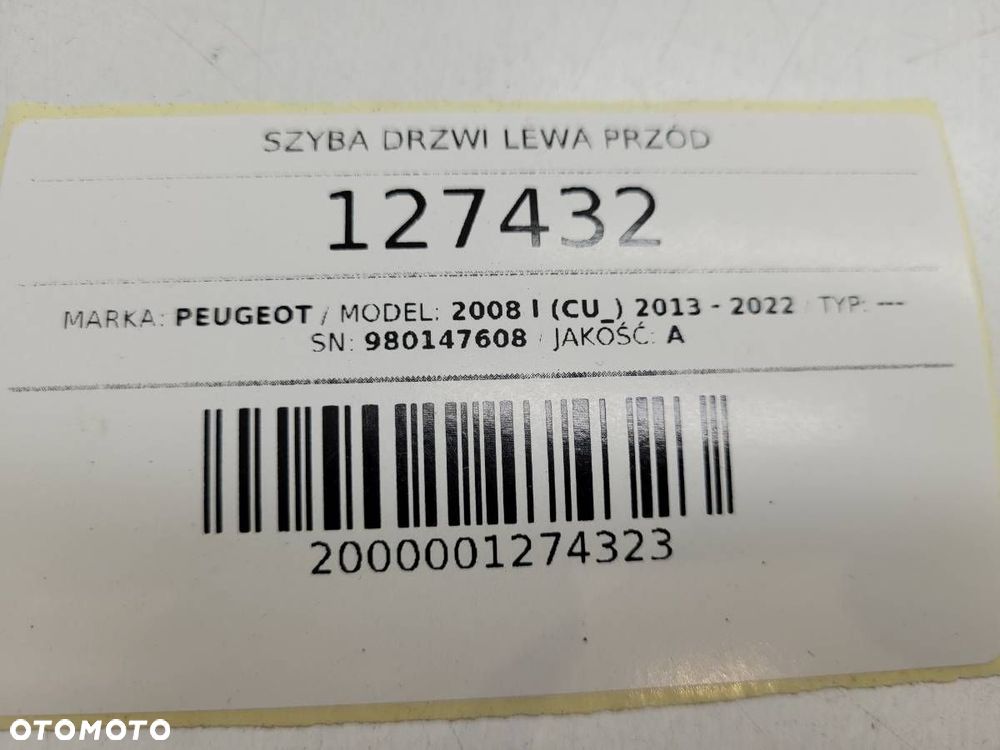 SZYBA DRZWI LEWA PRZÓD
127432
MARKA: PEUGEOT / MODEL: 2008 I (CU_) 2013 - 2022 / TYP: ---
SN: 980147608 / JAKOŚĆ: A
2000001274323
OTOMOTO